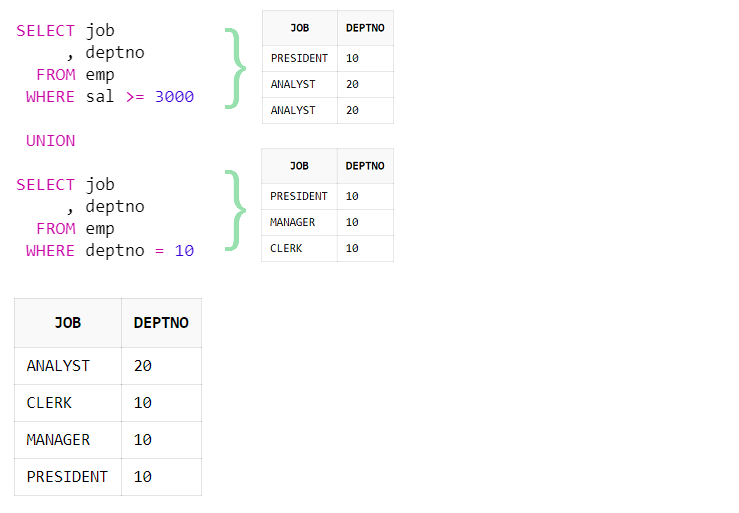 SELECT job
, deptno
FROM emp
WHERE sal >= 3000
JOB DEPTNO
PRESIDENT 10
ANALYST 20
ANALYST 20
UNION
SELECT job
, deptno
FROM emp
WHERE deptno = 10
JOB DEPTNO
PRESIDENT 10
MANAGER 10
CLERK 10
JOB DEPTNO
ANALYST 20
CLERK 10
MANAGER 10
PRESIDENT 10